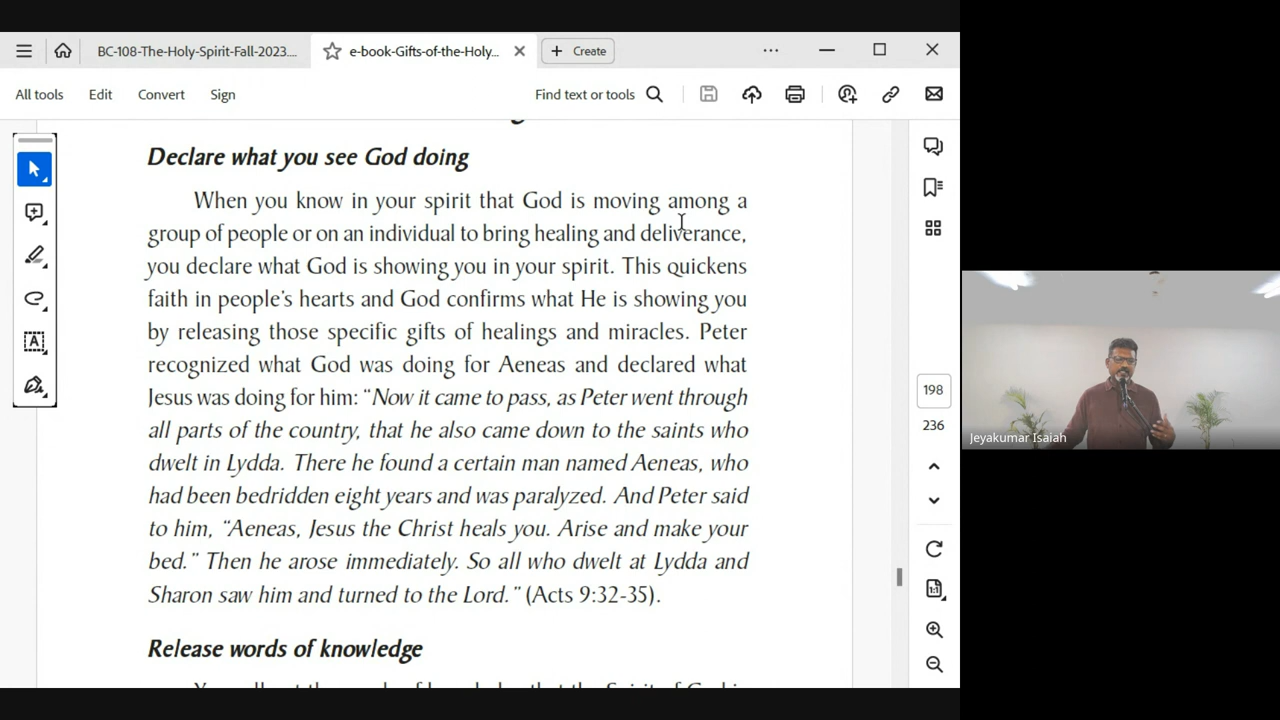 BC-108-The-Holy-Spirit-Fall-2023....
e-book-Gifts-of-the-Holy...
Create
All tools
Edit
Convert
Sign
Find text or tools
Declare what you see God doing
When you know in your spirit that God is moving among a
group of people or on an individual to bring healing and deliverance,
you declare what God is showing you in your spirit. This quickens
faith in people's hearts and God confirms what He is showing you
by releasing those specific gifts of healings and miracles. Peter
recognized what God was doing for Aeneas and declared what
Jesus was doing for him: “Now it came to pass, as Peter went through
all parts of the country, that he also came down to the saints who
dwelt in Lydda. There he found a certain man named Aeneas, who
had been bedridden eight years and was paralyzed. And Peter said
to him, “Aeneas, Jesus the Christ heals you. Arise and make your
bed.” Then he arose immediately. So all who dwelt at Lydda and
Sharon saw him and turned to the Lord.” (Acts 9:32-35).
Release words of knowledge
198
236
Jeyakumar Isaiah